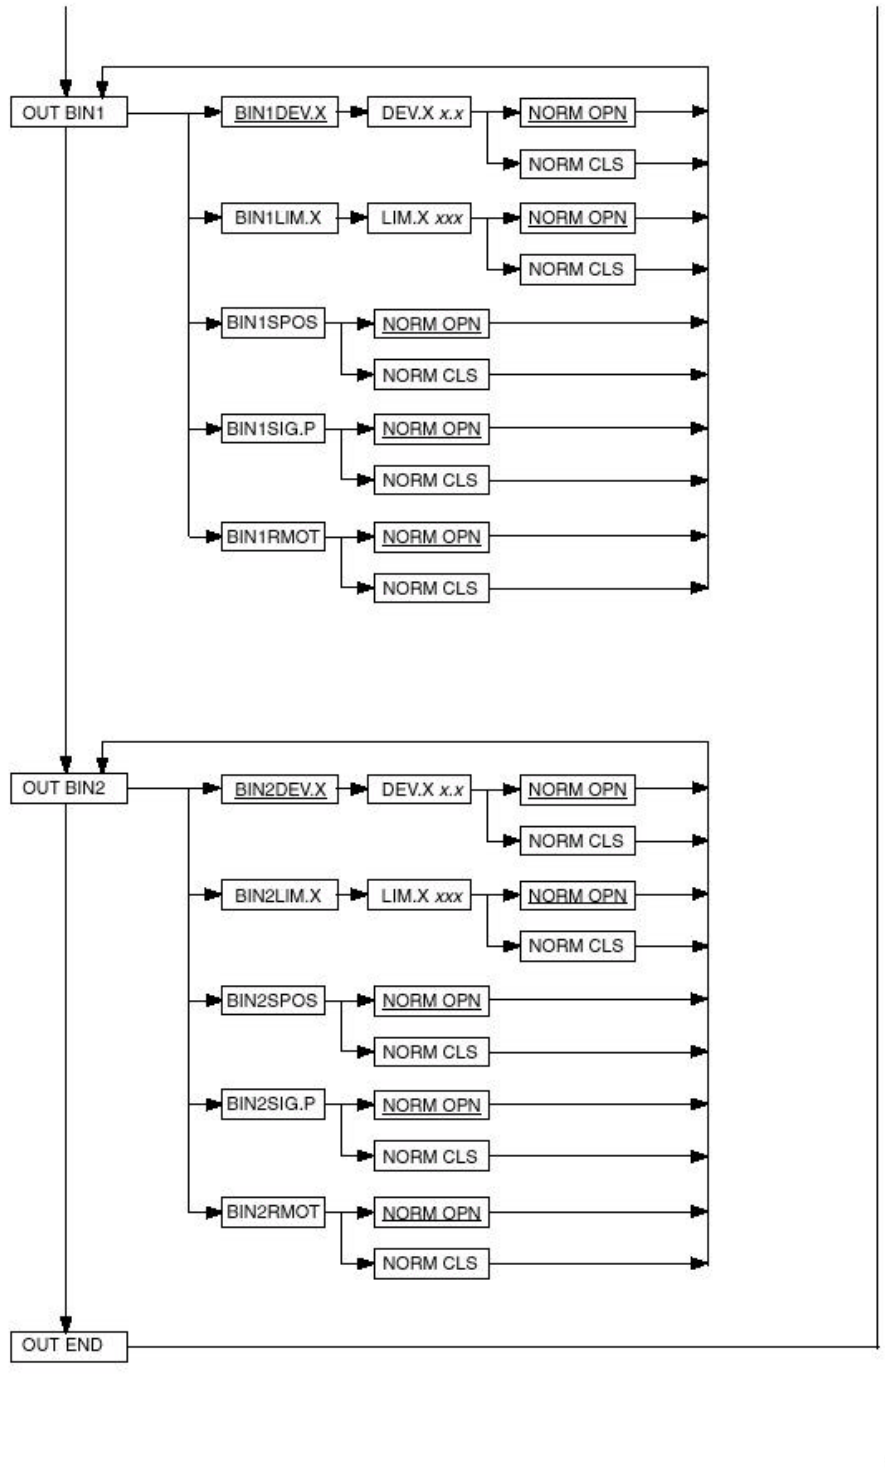 OUT BIN1 BIN1DEV.X DEV.X x.x NORM OPN
NORM CLS
BIN1LIM.X LIM.X xxx NORM OPN
NORM CLS
BIN1SPOS NORM OPN
NORM CLS
BIN1SIG.P NORM OPN
NORM CLS
BIN1RMOT NORM OPN
NORM CLS
OUT BIN2 BIN2DEV.X DEV.X x.x NORM OPN
NORM CLS
BIN2LIM.X LIM.X xxx NORM OPN
NORM CLS
BIN2SPOS NORM OPN
NORM CLS
BIN2SIG.P NORM OPN
NORM CLS
BIN2RMOT NORM OPN
NORM CLS
OUT END